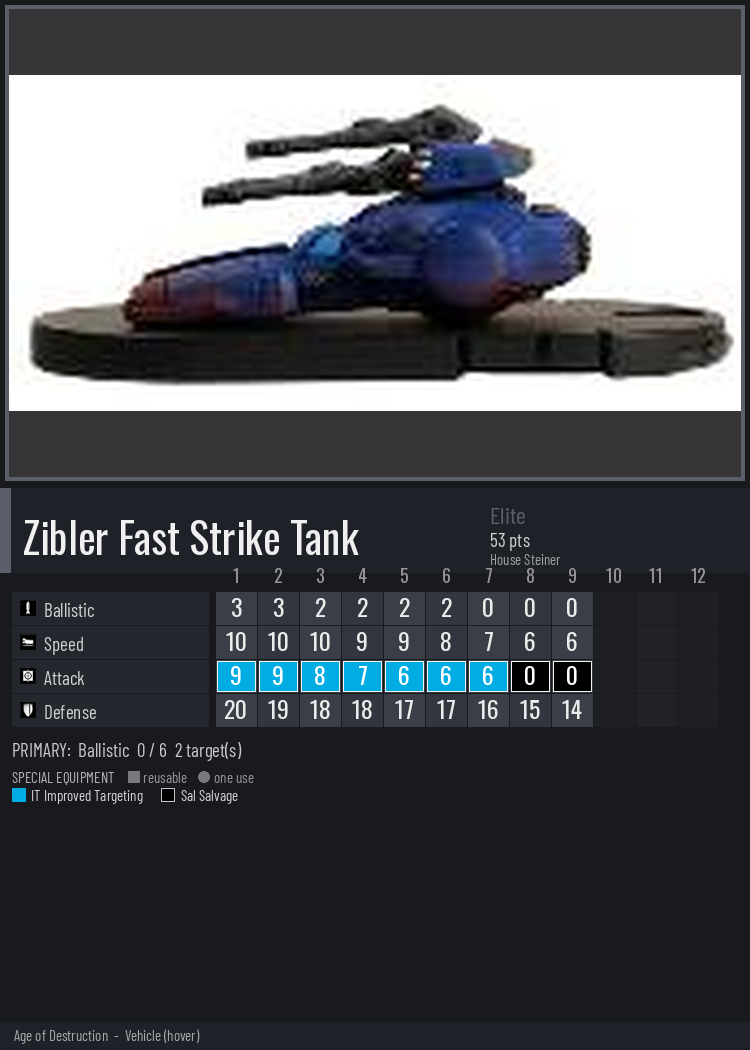 Zibler Fast Strike Tank
Elite
53 pts
House Steiner
1 2 3 4 5 6 7 8 9 10 11 12
Ballistic 3 3 2 2 2 2 0 0 0
Speed 10 10 10 9 9 8 7 6 6
Attack 9 9 8 7 6 6 6 0 0
Defense 20 19 18 18 17 17 16 15 14
PRIMARY: Ballistic 0 / 6 2 target(s)
SPECIAL EQUIPMENT reusable one use
IT Improved Targeting Sal Salvage
Age of Destruction - Vehicle (hover)